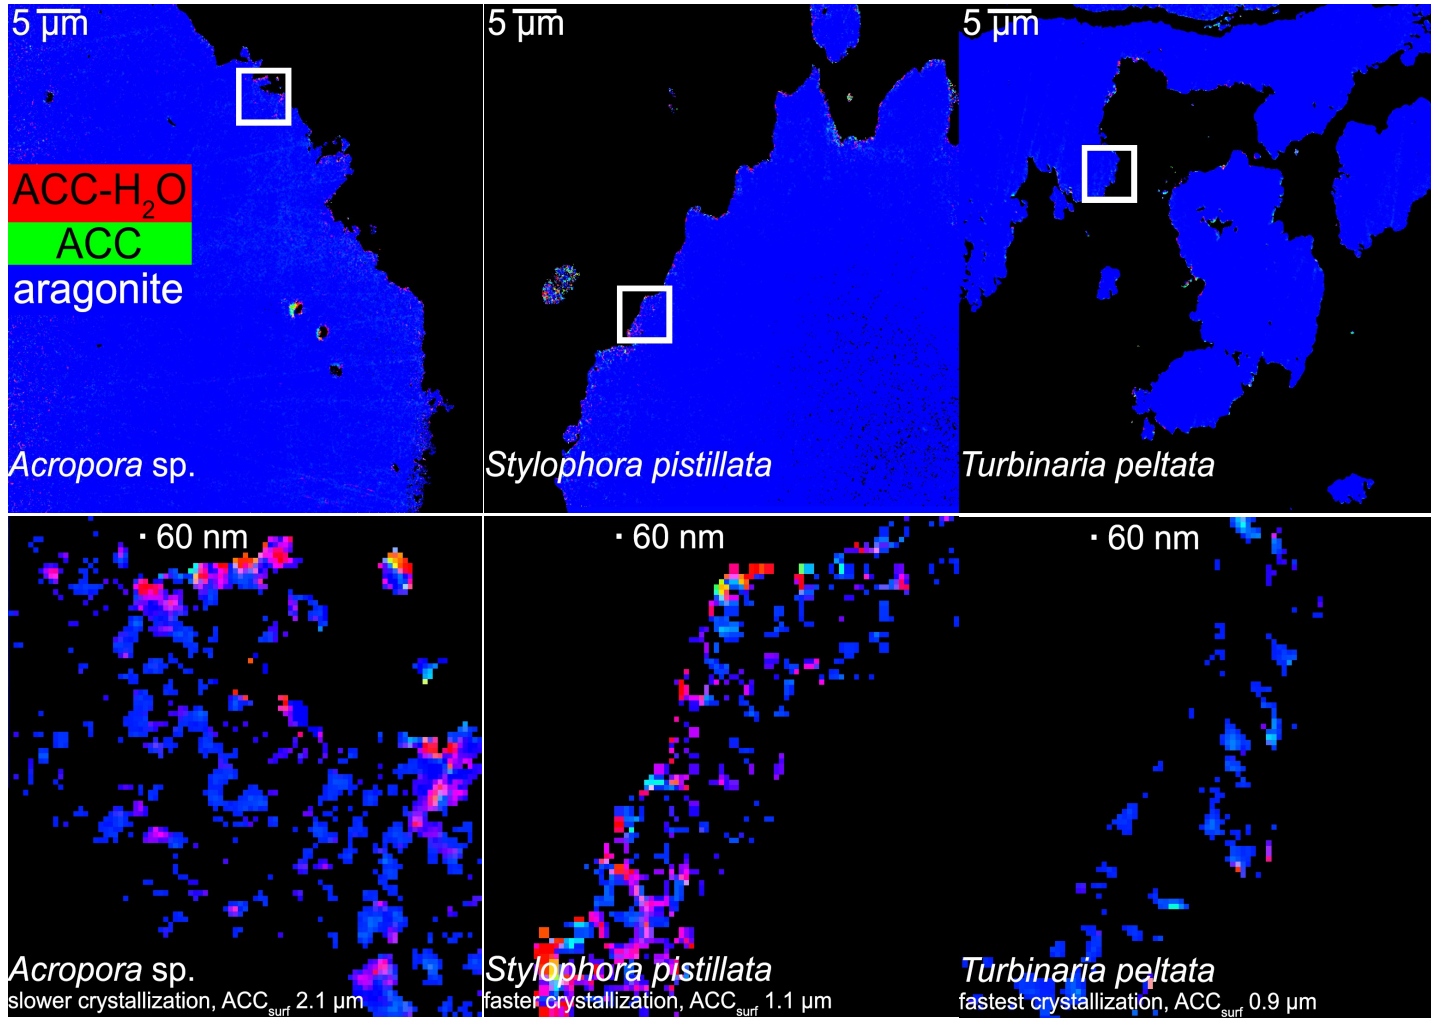 5 µm
5 µm
5 µm
ACC-H₂O
ACC
aragonite
Acropora sp.
Stylophora pistillata
Turbinaria peltata
60 nm
60 nm
60 nm
Acropora sp.
slower crystallization, ACCsurf 2.1 µm
Stylophora pistillata
faster crystallization, ACCsurf 1.1 µm
Turbinaria peltata
fastest crystallization, ACCsurf 0.9 µm